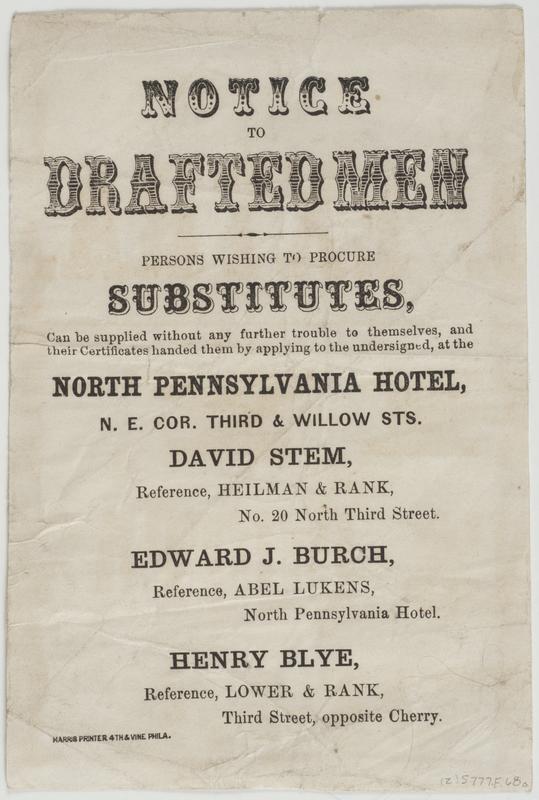 NOTICE
TO
DRAFTED MEN
PERSONS WISHING TO PROCURE
SUBSTITUTES,
Can be supplied without any further trouble to themselves, and
their Certificates handed them by applying to the undersigned, at the
NORTH PENNSYLVANIA HOTEL,
N. E. COR. THIRD & WILLOW STS.
DAVID STEM,
Reference, HEILMAN & RANK,
No. 20 North Third Street.
EDWARD J. BURCH,
Reference, ABEL LUKENS,
North Pennsylvania Hotel.
HENRY BLYE,
Reference, LOWER & RANK,
Third Street, opposite Cherry.
HARRIS PRINTER 4TH & VINE PHILA.
(2) 5777.F.68a